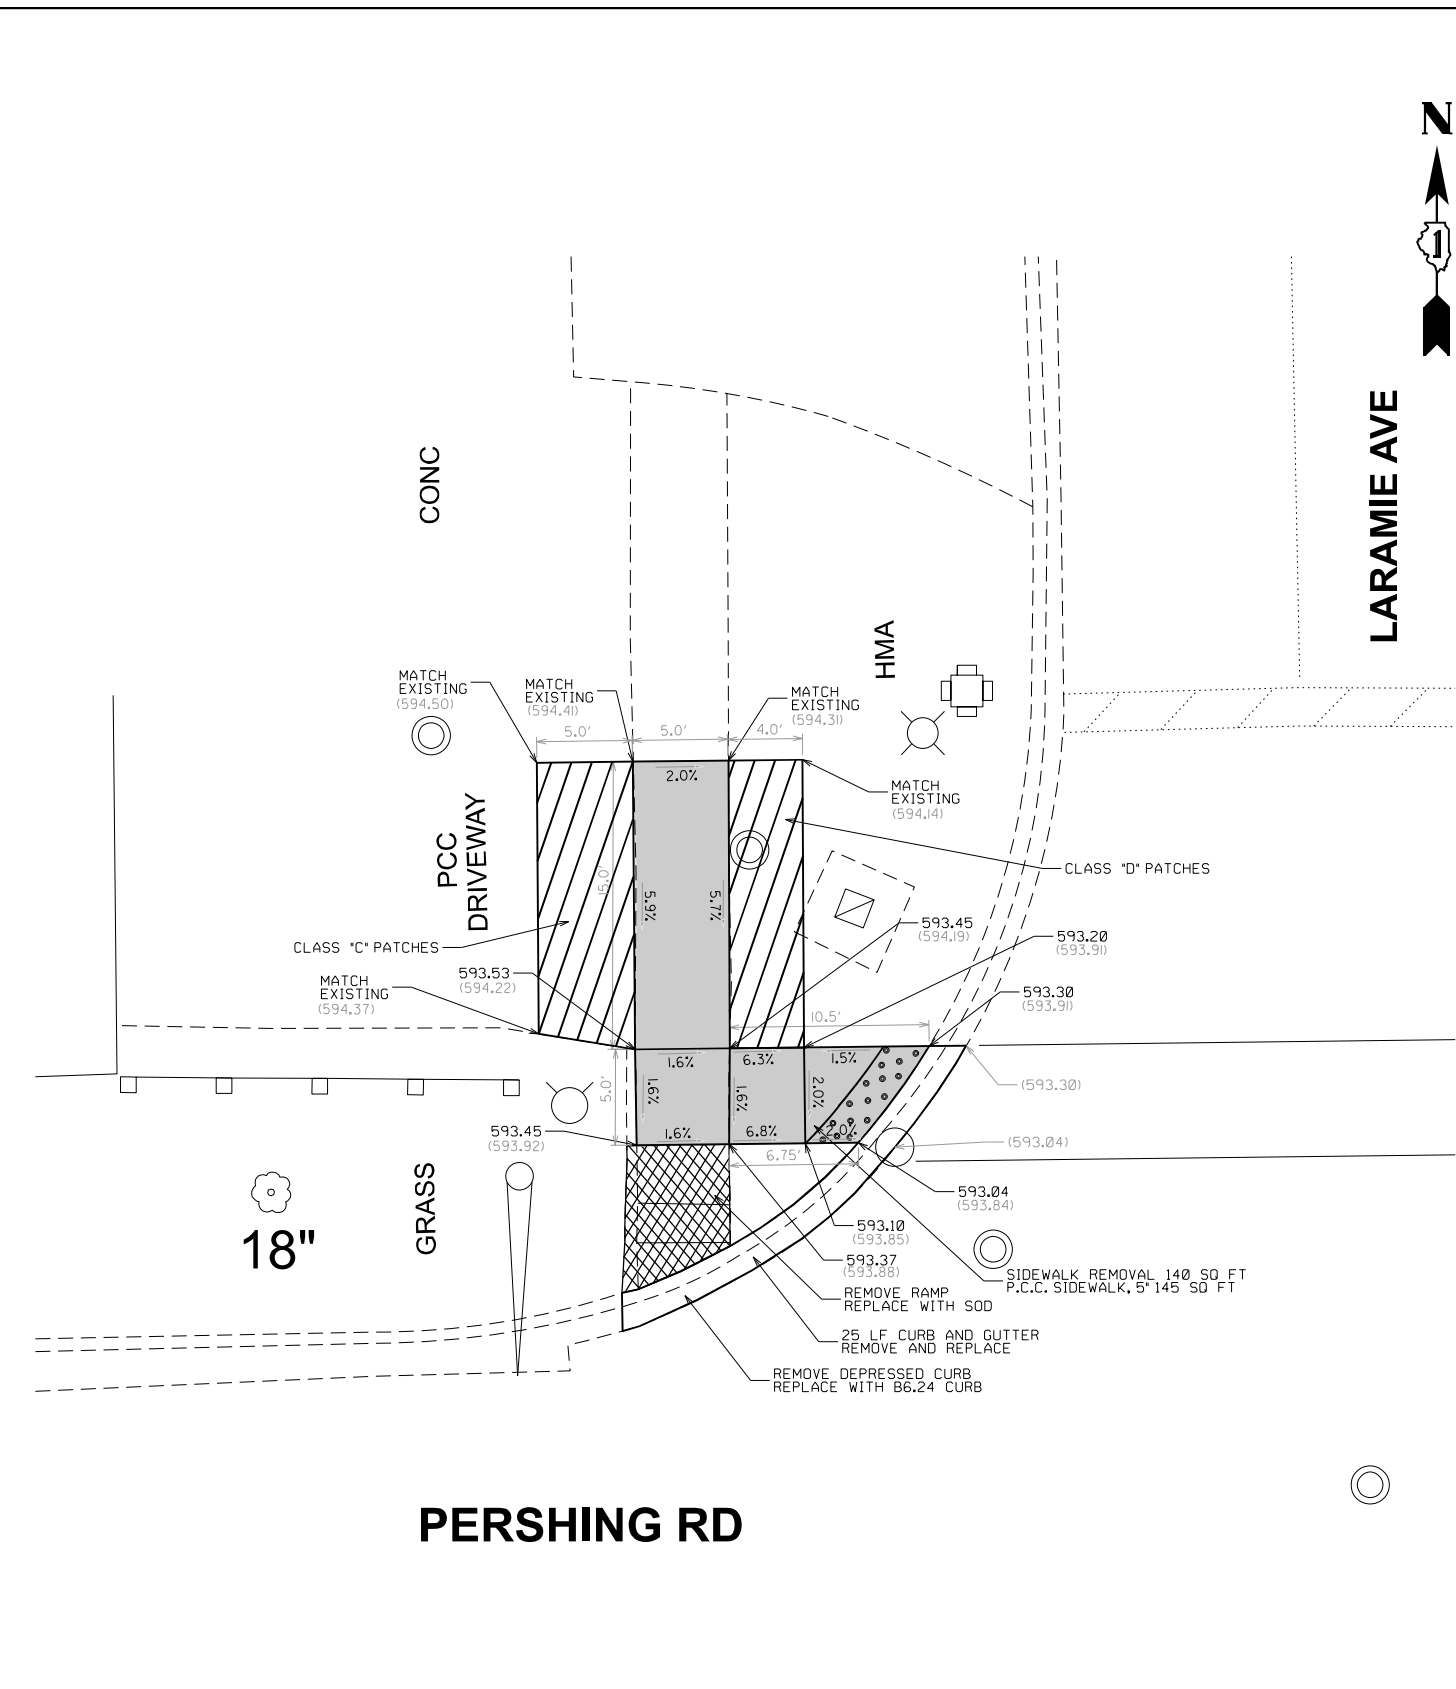 N
1
LARAMIE AVE
CONC
HMA
MATCH
EXISTING
(594.50)
MATCH
EXISTING
(594.41)
MATCH
EXISTING
(594.31)
5.0'
5.0'
4.0'
2.0%
MATCH
EXISTING
(594.14)
PCC
DRIVEWAY
15.0'
5.9%
5.7%
CLASS "D" PATCHES
593.45
(594.19)
593.20
(593.91)
CLASS "C" PATCHES
593.53
(594.22)
MATCH
EXISTING
(594.37)
593.30
(593.91)
10.5'
1.6%
6.3%
1.5%
5.0'
1.6%
1.6%
2.0%
(593.30)
593.45
(593.92)
1.6%
6.8%
2.0%
(593.04)
6.75'
GRASS
18"
593.04
(593.84)
593.10
(593.85)
593.37
(593.88)
SIDEWALK REMOVAL 140 SQ FT
P.C.C. SIDEWALK, 5" 145 SQ FT
REMOVE RAMP
REPLACE WITH SOD
25 LF CURB AND GUTTER
REMOVE AND REPLACE
REMOVE DEPRESSED CURB
REPLACE WITH B6.24 CURB
PERSHING RD